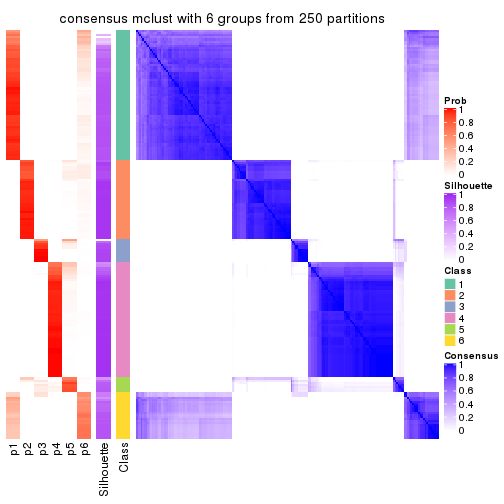 consensus mclust with 6 groups from 250 partitions
Prob
1
0.8
0.6
0.4
0.2
0
Silhouette
1
0.8
0.6
0.4
0.2
0
Class
1
2
3
4
5
6
Consensus
1
0.8
0.6
0.4
0.2
0
p1
p2
p3
p4
p5
p6
Silhouette
Class